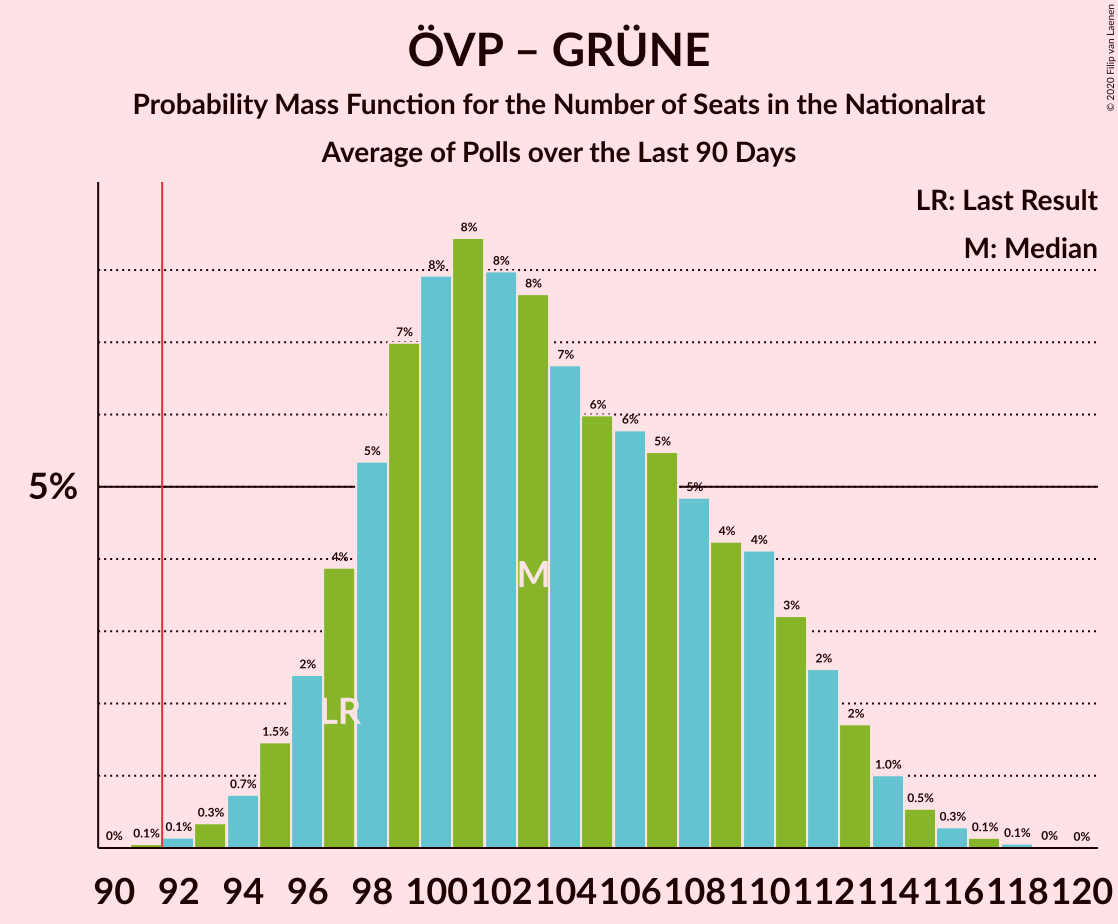 ÖVP – GRÜNE
Probability Mass Function for the Number of Seats in the Nationalrat
Average of Polls over the Last 90 Days
© 2020 Filip van Laenen
LR: Last Result
M: Median
5%
0% 0.1% 0.1% 0.3% 0.7% 1.5% 2% 4% 5% 7% 8% 8% 8% 8% 7% 6% 6% 5% 5% 4% 4% 3% 2% 2% 1.0% 0.5% 0.3% 0.1% 0.1% 0% 0%
M
LR
90 92 94 96 98 100 102 104 106 108 110 112 114 116 118 120